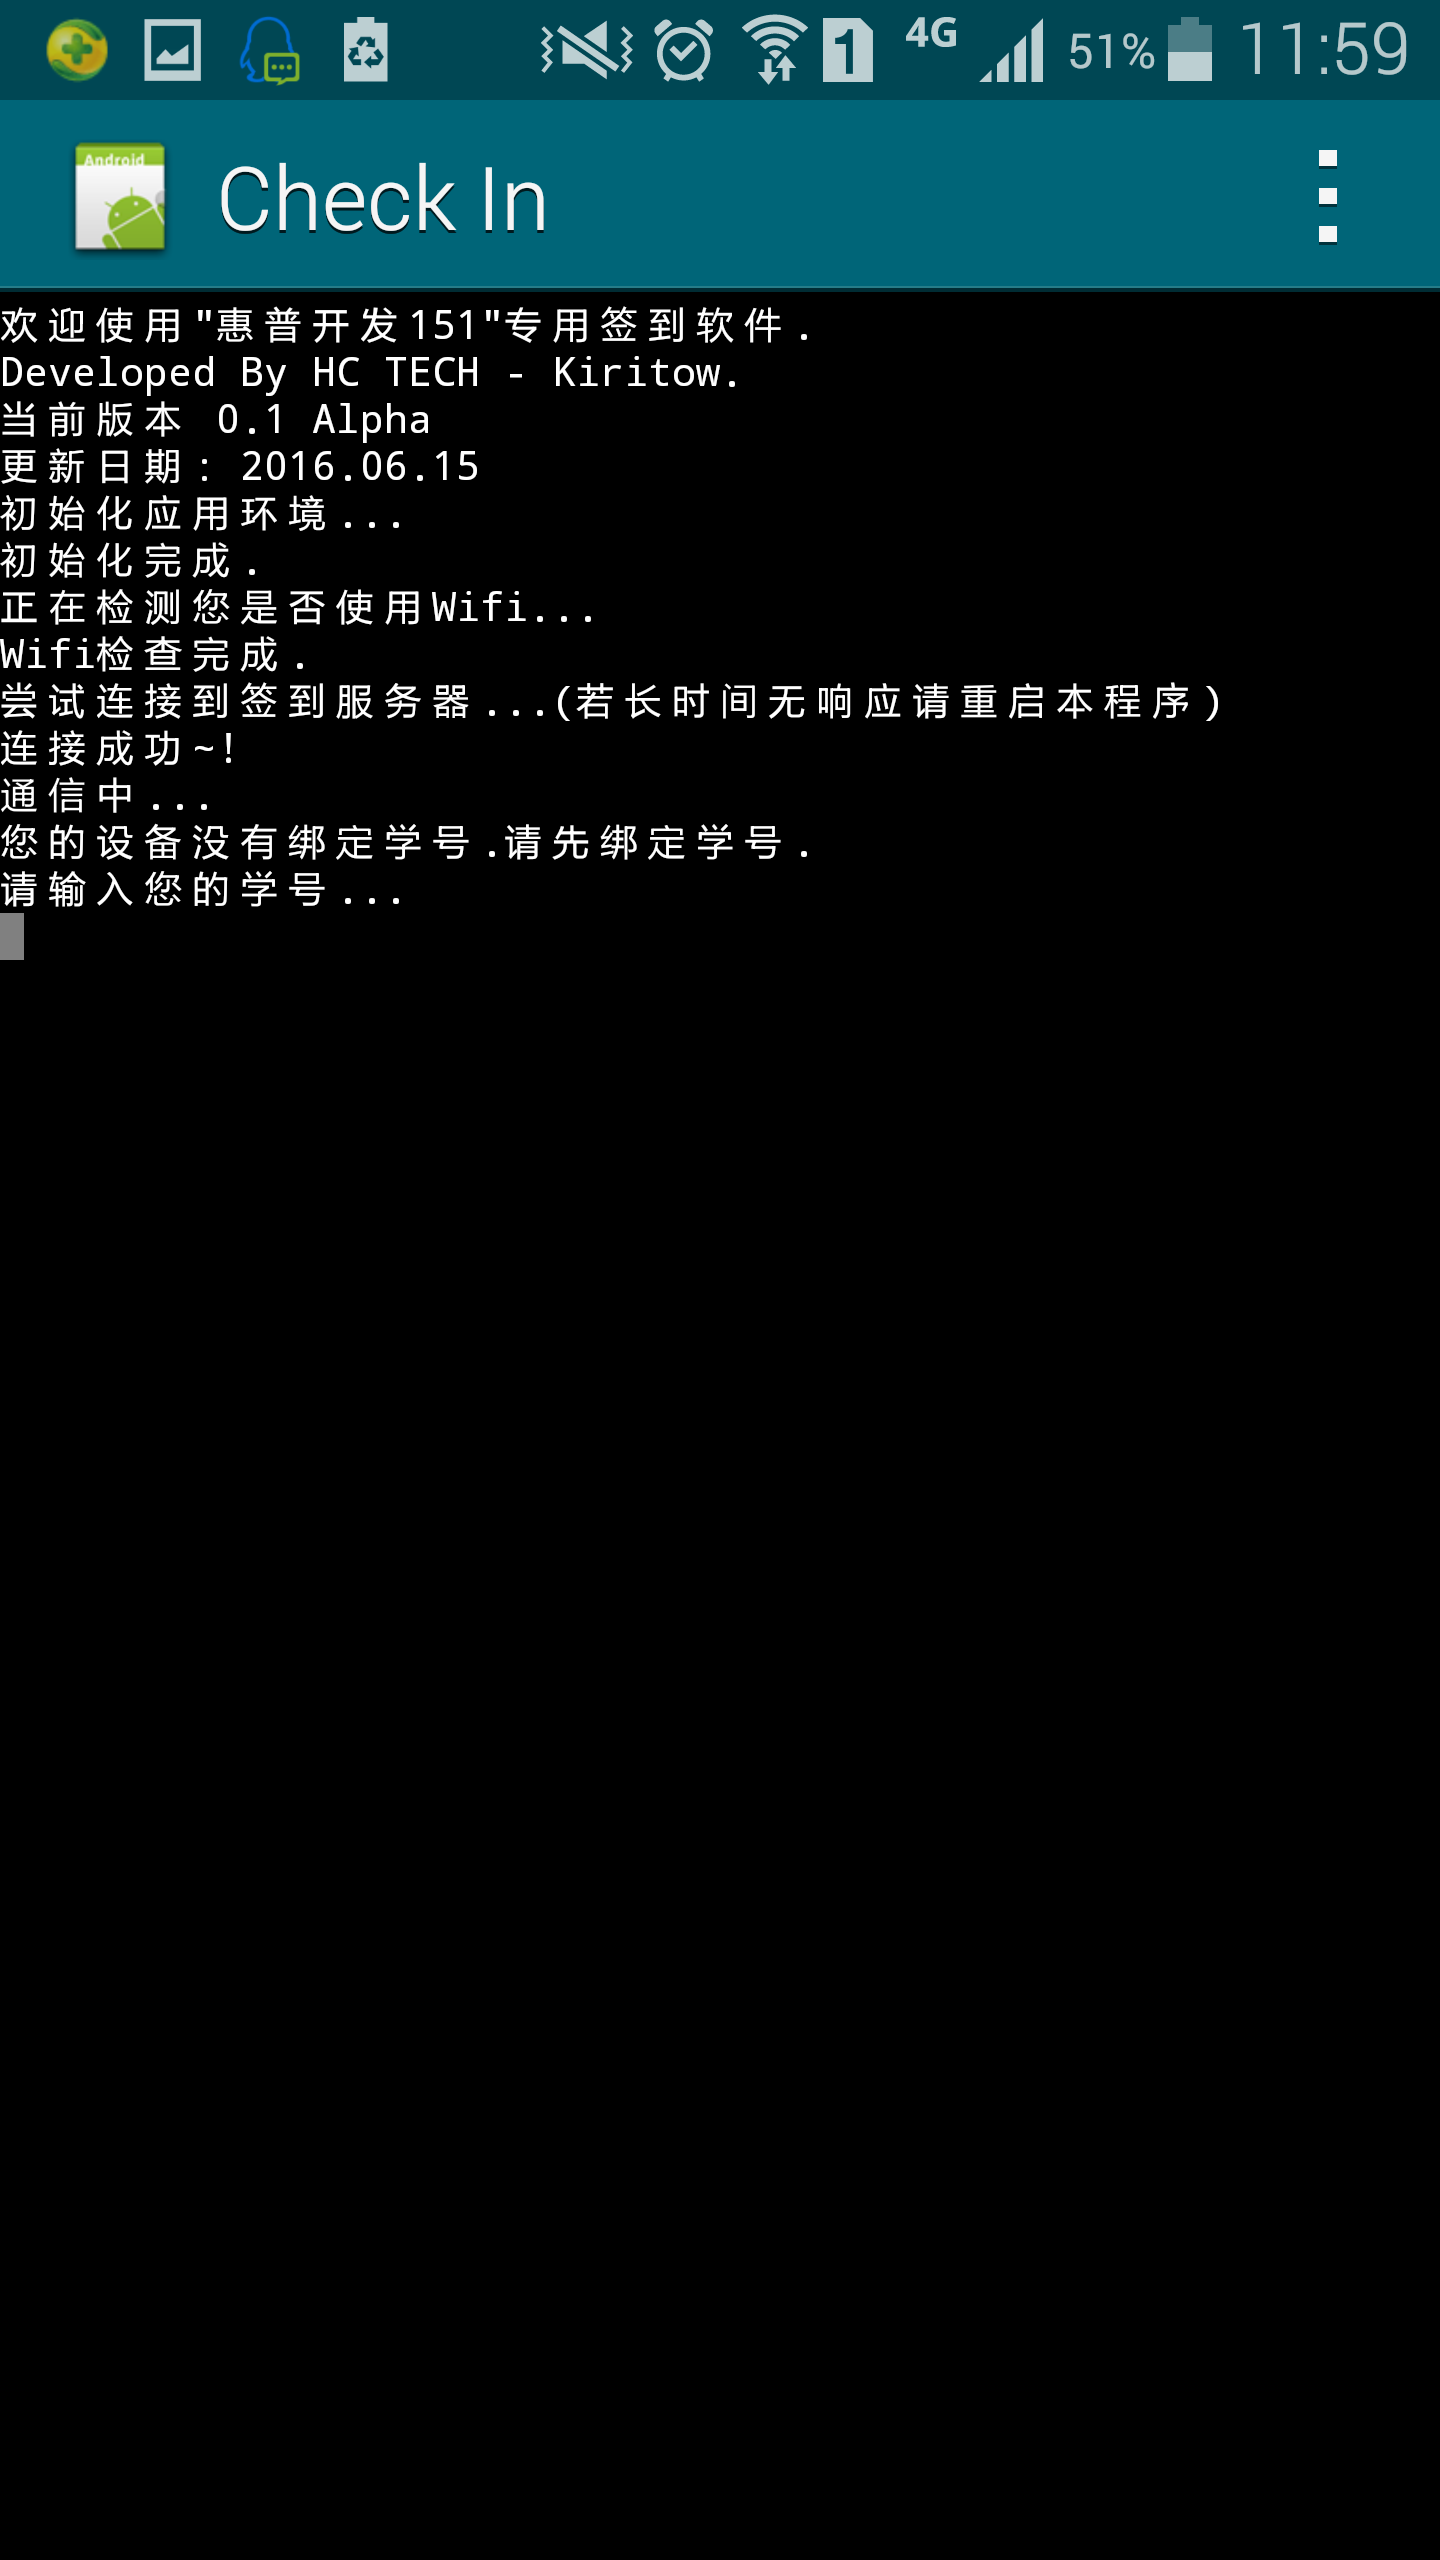 4G 51% 11:59
1
Android
Check In
欢迎使用"惠普开发151"专用签到软件.
Developed By HC TECH - Kiritow.
当前版本 0.1 Alpha
更新日期: 2016.06.15
初始化应用环境...
初始化完成.
正在检测您是否使用Wifi...
Wifi检查完成.
尝试连接到签到服务器...(若长时间无响应请重启本程序)
连接成功~!
通信中...
您的设备没有绑定学号.请先绑定学号.
请输入您的学号...